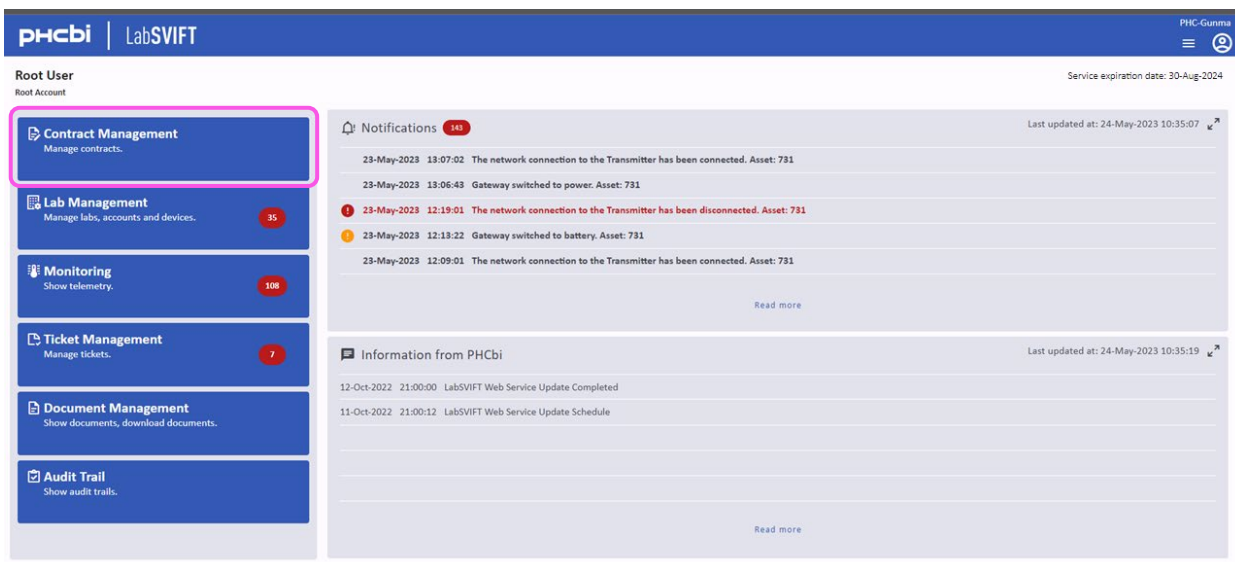 PHCbi LabSVIFT
PHC-Gunma
Root User
Root Account
Service expiration date: 30-Aug-2024
Contract Management
Manage contracts.
Lab Management
Manage labs, accounts and devices.
35
Monitoring
Show telemetry.
108
Ticket Management
Manage tickets.
7
Document Management
Show documents, download documents.
Audit Trail
Show audit trails.
Notifications 143
Last updated at: 24-May-2023 10:35:07
23-May-2023 13:07:02 The network connection to the Transmitter has been connected. Asset: 731
23-May-2023 13:06:43 Gateway switched to power. Asset: 731
23-May-2023 12:19:01 The network connection to the Transmitter has been disconnected. Asset: 731
23-May-2023 12:13:22 Gateway switched to battery. Asset: 731
23-May-2023 12:09:01 The network connection to the Transmitter has been connected. Asset: 731
Read more
Information from PHCbi
Last updated at: 24-May-2023 10:35:19
12-Oct-2022 21:00:00 LabSVIFT Web Service Update Completed
11-Oct-2022 21:00:12 LabSVIFT Web Service Update Schedule
Read more